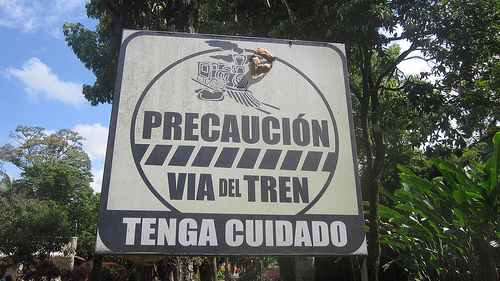 PRECAUCIÓN
VIA DEL TREN
TENGA CUIDADO